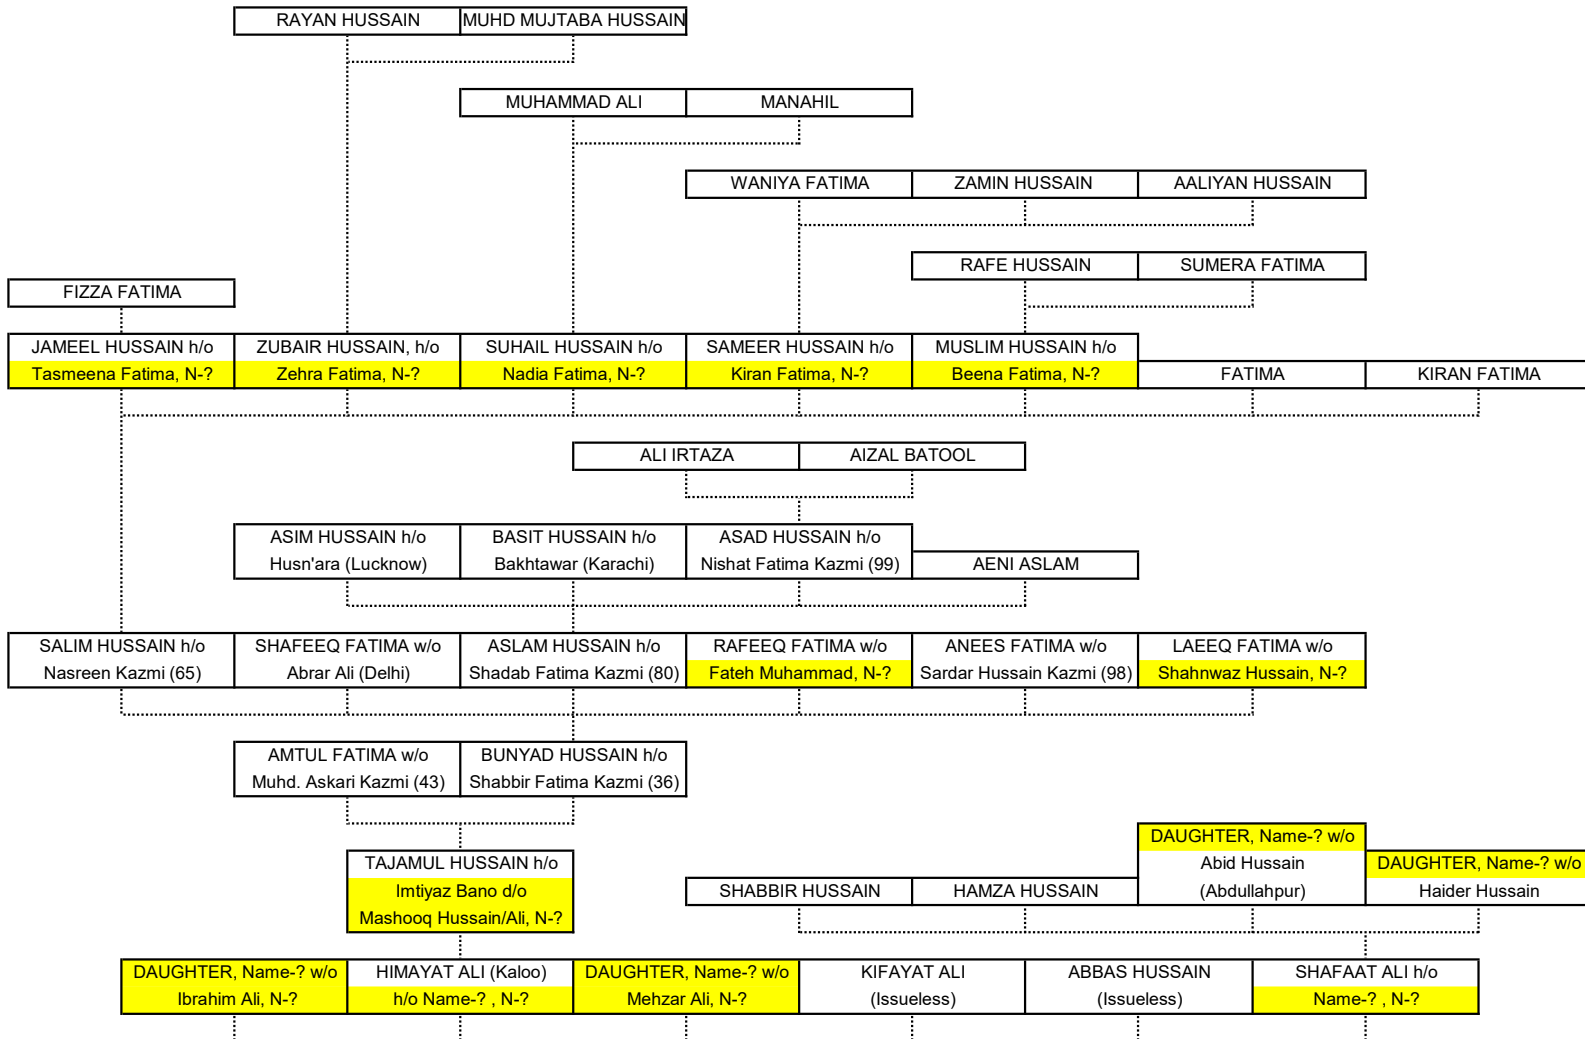 RAYAN HUSSAIN
MUHD MUJTABA HUSSAIN
MUHAMMAD ALI
MANAHIL
WANIYA FATIMA
ZAMIN HUSSAIN
AALIYAN HUSSAIN
RAFE HUSSAIN
SUMERA FATIMA
FIZZA FATIMA
JAMEEL HUSSAIN h/o
Tasmeena Fatima, N-?
ZUBAIR HUSSAIN, h/o
Zehra Fatima, N-?
SUHAIL HUSSAIN h/o
Nadia Fatima, N-?
SAMEER HUSSAIN h/o
Kiran Fatima, N-?
MUSLIM HUSSAIN h/o
Beena Fatima, N-?
FATIMA
KIRAN FATIMA
ALI IRTAZA
AIZAL BATOOL
ASIM HUSSAIN h/o
Husn'ara (Lucknow)
BASIT HUSSAIN h/o
Bakhtawar (Karachi)
ASAD HUSSAIN h/o
Nishat Fatima Kazmi (99)
AENI ASLAM
SALIM HUSSAIN h/o
Nasreen Kazmi (65)
SHAFEEQ FATIMA w/o
Abrar Ali (Delhi)
ASLAM HUSSAIN h/o
Shadab Fatima Kazmi (80)
RAFEEQ FATIMA w/o
Fateh Muhammad, N-?
ANEES FATIMA w/o
Sardar Hussain Kazmi (98)
LAEEQ FATIMA w/o
Shahnwaz Hussain, N-?
AMTUL FATIMA w/o
Muhd. Askari Kazmi (43)
BUNYAD HUSSAIN h/o
Shabbir Fatima Kazmi (36)
TAJAMUL HUSSAIN h/o
Imtiyaz Bano d/o
Mashooq Hussain/Ali, N-?
SHABBIR HUSSAIN
HAMZA HUSSAIN
DAUGHTER, Name-? w/o
Abid Hussain
(Abdullahpur)
DAUGHTER, Name-? w/o
Haider Hussain
DAUGHTER, Name-? w/o
Ibrahim Ali, N-?
HIMAYAT ALI (Kaloo)
h/o Name-? , N-?
DAUGHTER, Name-? w/o
Mehzar Ali, N-?
KIFAYAT ALI
(Issueless)
ABBAS HUSSAIN
(Issueless)
SHAFAAT ALI h/o
Name-? , N-?